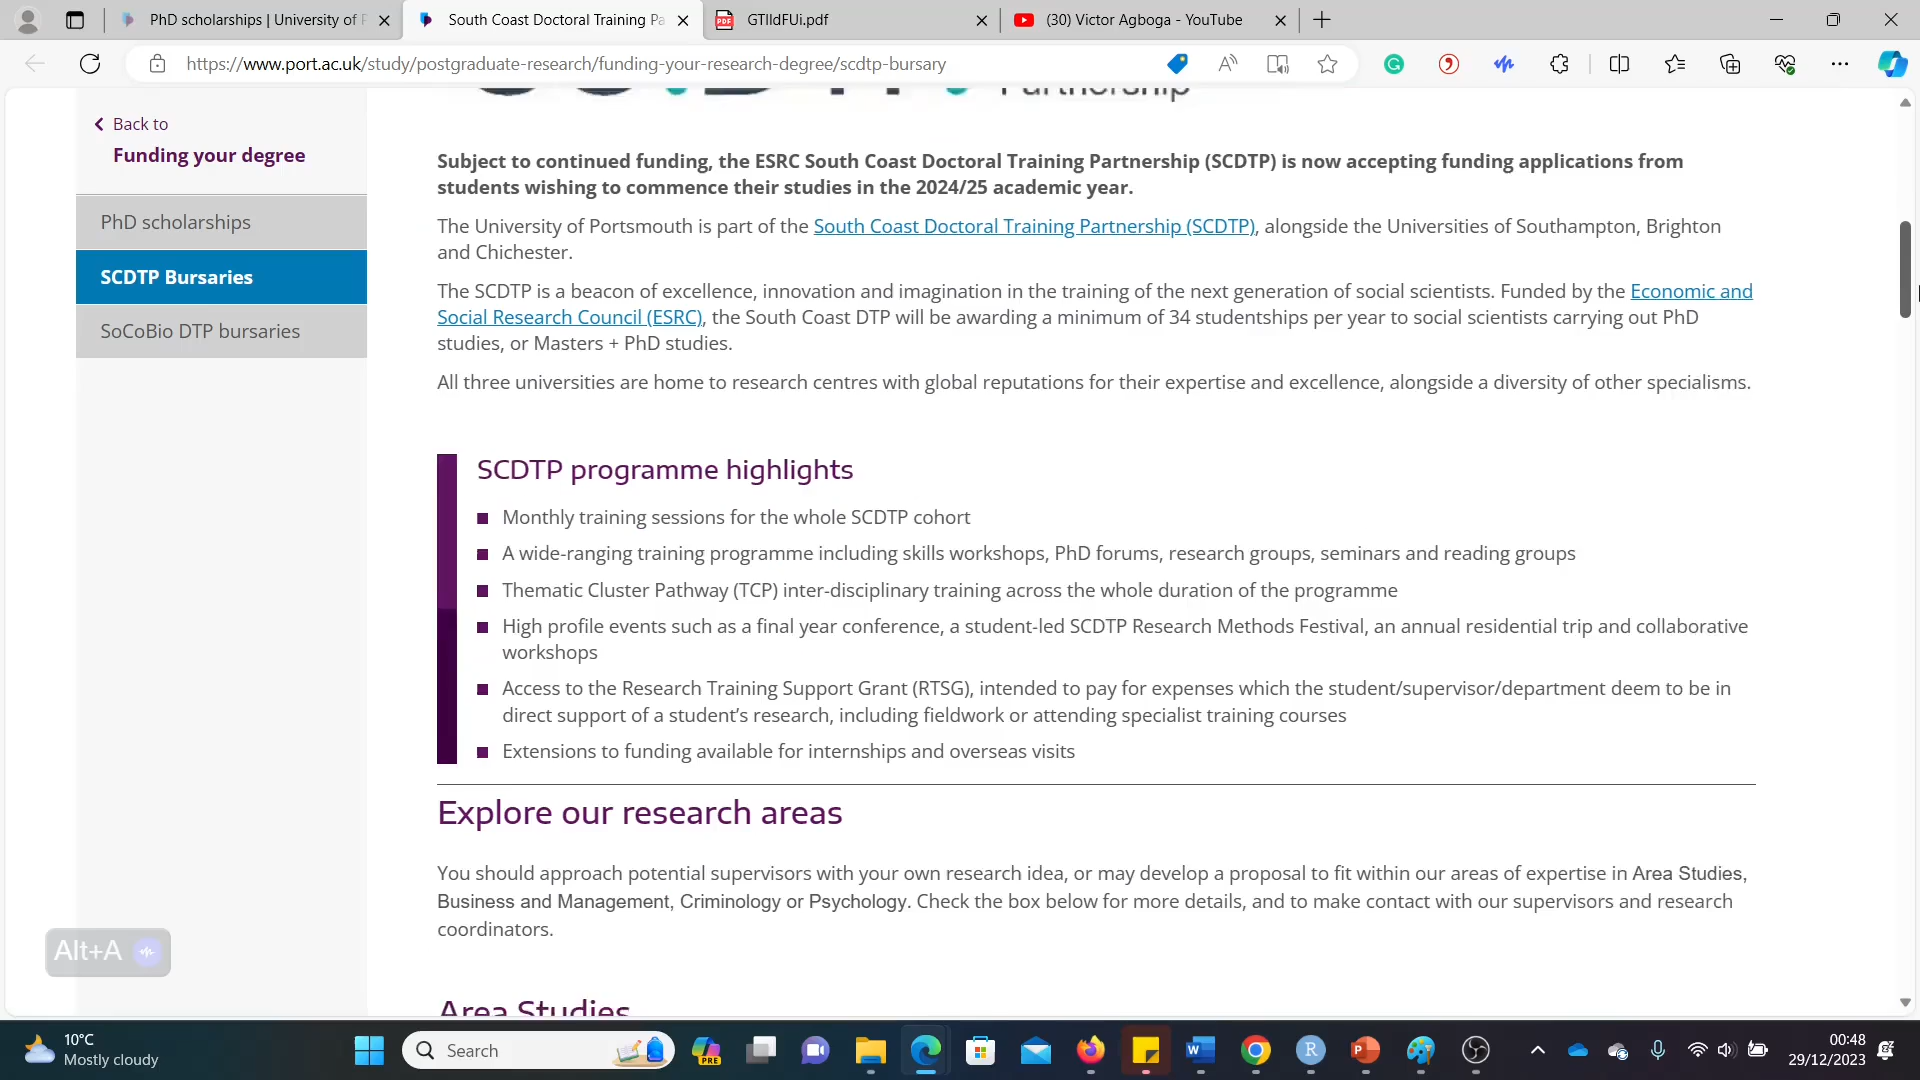 PhD scholarships | University of P
South Coast Doctoral Training Pa
GTIldFUi.pdf
(30) Victor Agboga - YouTube
https://www.port.ac.uk/study/postgraduate-research/funding-your-research-degree/scdtp-bursary
Partnership
Back to
Funding your degree
PhD scholarships
SCDTP Bursaries
SoCoBio DTP bursaries
Subject to continued funding, the ESRC South Coast Doctoral Training Partnership (SCDTP) is now accepting funding applications from
students wishing to commence their studies in the 2024/25 academic year.
The University of Portsmouth is part of the South Coast Doctoral Training Partnership (SCDTP), alongside the Universities of Southampton, Brighton
and Chichester.
The SCDTP is a beacon of excellence, innovation and imagination in the training of the next generation of social scientists. Funded by the Economic and
Social Research Council (ESRC), the South Coast DTP will be awarding a minimum of 34 studentships per year to social scientists carrying out PhD
studies, or Masters + PhD studies.
All three universities are home to research centres with global reputations for their expertise and excellence, alongside a diversity of other specialisms.
SCDTP programme highlights
Monthly training sessions for the whole SCDTP cohort
A wide-ranging training programme including skills workshops, PhD forums, research groups, seminars and reading groups
Thematic Cluster Pathway (TCP) inter-disciplinary training across the whole duration of the programme
High profile events such as a final year conference, a student-led SCDTP Research Methods Festival, an annual residential trip and collaborative
workshops
Access to the Research Training Support Grant (RTSG), intended to pay for expenses which the student/supervisor/department deem to be in
direct support of a student's research, including fieldwork or attending specialist training courses
Extensions to funding available for internships and overseas visits
Explore our research areas
You should approach potential supervisors with your own research idea, or may develop a proposal to fit within our areas of expertise in Area Studies,
Business and Management, Criminology or Psychology. Check the box below for more details, and to make contact with our supervisors and research
coordinators.
Area Studies
Alt+A
10°C
Mostly cloudy
Search
PRE
00:48
29/12/2023